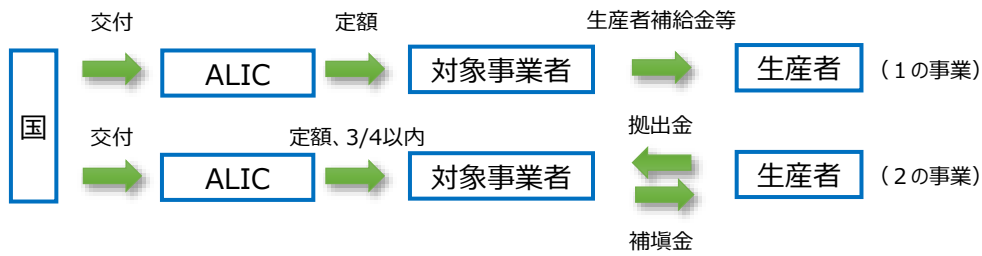 交付 定額 生産者補給金等
国 ALIC 対象事業者 生産者 (１の事業)
交付 定額、3/4以内 拠出金
ALIC 対象事業者 生産者 (２の事業)
補塡金